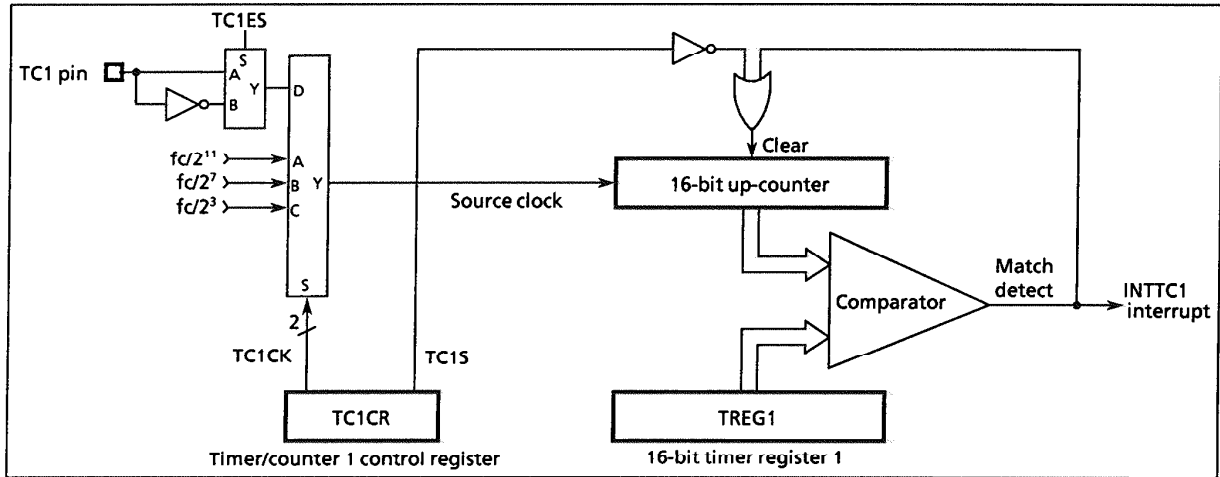 TC1ES
TC1 pin
S
A
Y
B
D
fc/2¹¹
A
fc/2⁷
B
Y
fc/2³
C
S
2
TC1CK
TC1S
TC1CR
Timer/counter 1 control register
Source clock
Clear
16-bit up-counter
Comparator
Match
detect
INTTC1
interrupt
TREG1
16-bit timer register 1